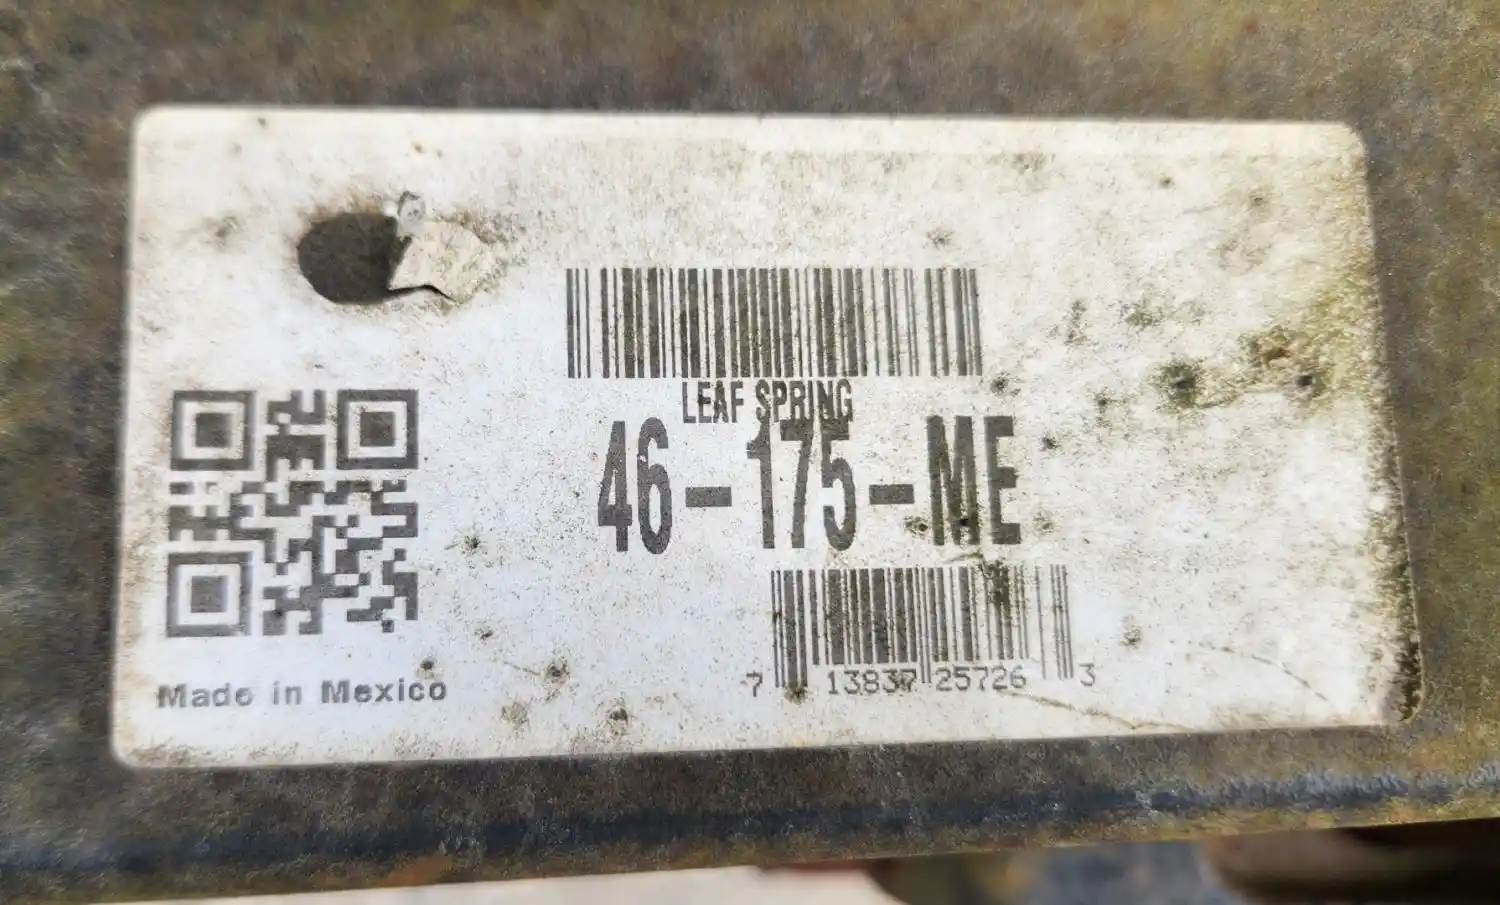 LEAF SPRING
46-175-ME
7 13837 25726 3
Made in Mexico